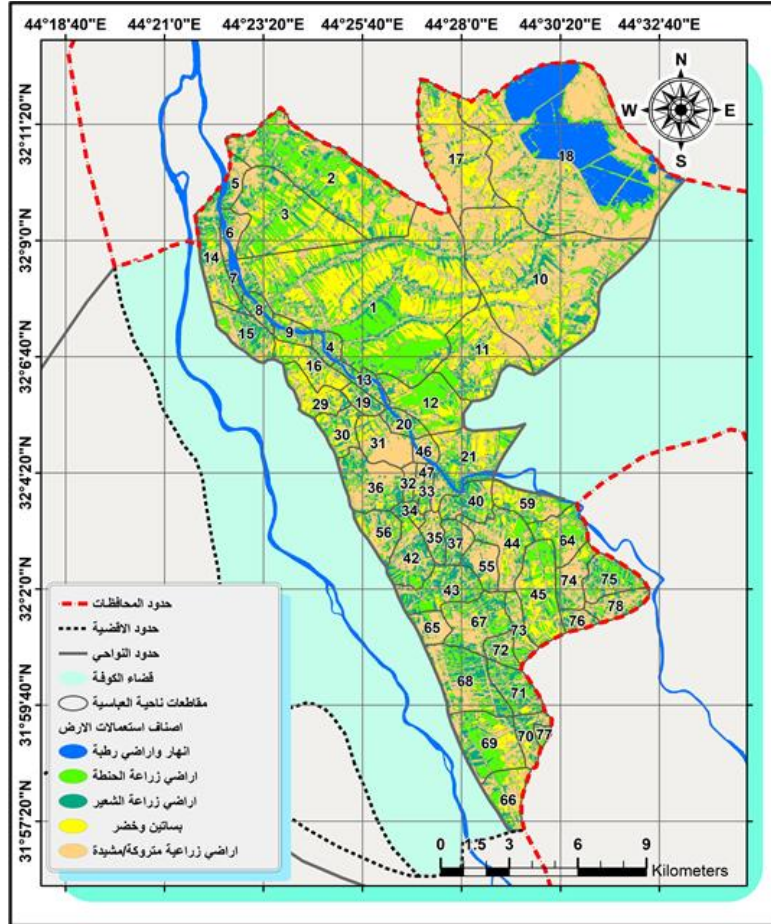 44°18'40"E 44°21'0"E 44°23'20"E 44°25'40"E 44°28'0"E 44°30'20"E 44°32'40"E
N
W E
S
32°11'20"N
32°9'0"N
32°6'40"N
32°4'20"N
32°2'0"N
31°59'40"N
31°57'20"N
17
18
2
5
3
6
14
10
7
1
8
9
15
4
11
16
13
12
29
19
20
30
31
46
21
47
36
32
33
40
59
34
56
35
37
44
64
42
55
74
75
43
45
78
65
67
73
76
72
68
71
69
70
77
66
حدود المحافظات
حدود الاقضية
حدود النواحي
قضاء الكوفة
مقاطعات ناحية العباسية
اصناف استعمالات الارض
انهار واراضي رطبة
اراضي زراعة الحنطة
اراضي زراعة الشعير
بساتين وخضر
اراضي زراعية متروكة/مشيدة
0 1.5 3 6 9
Kilometers